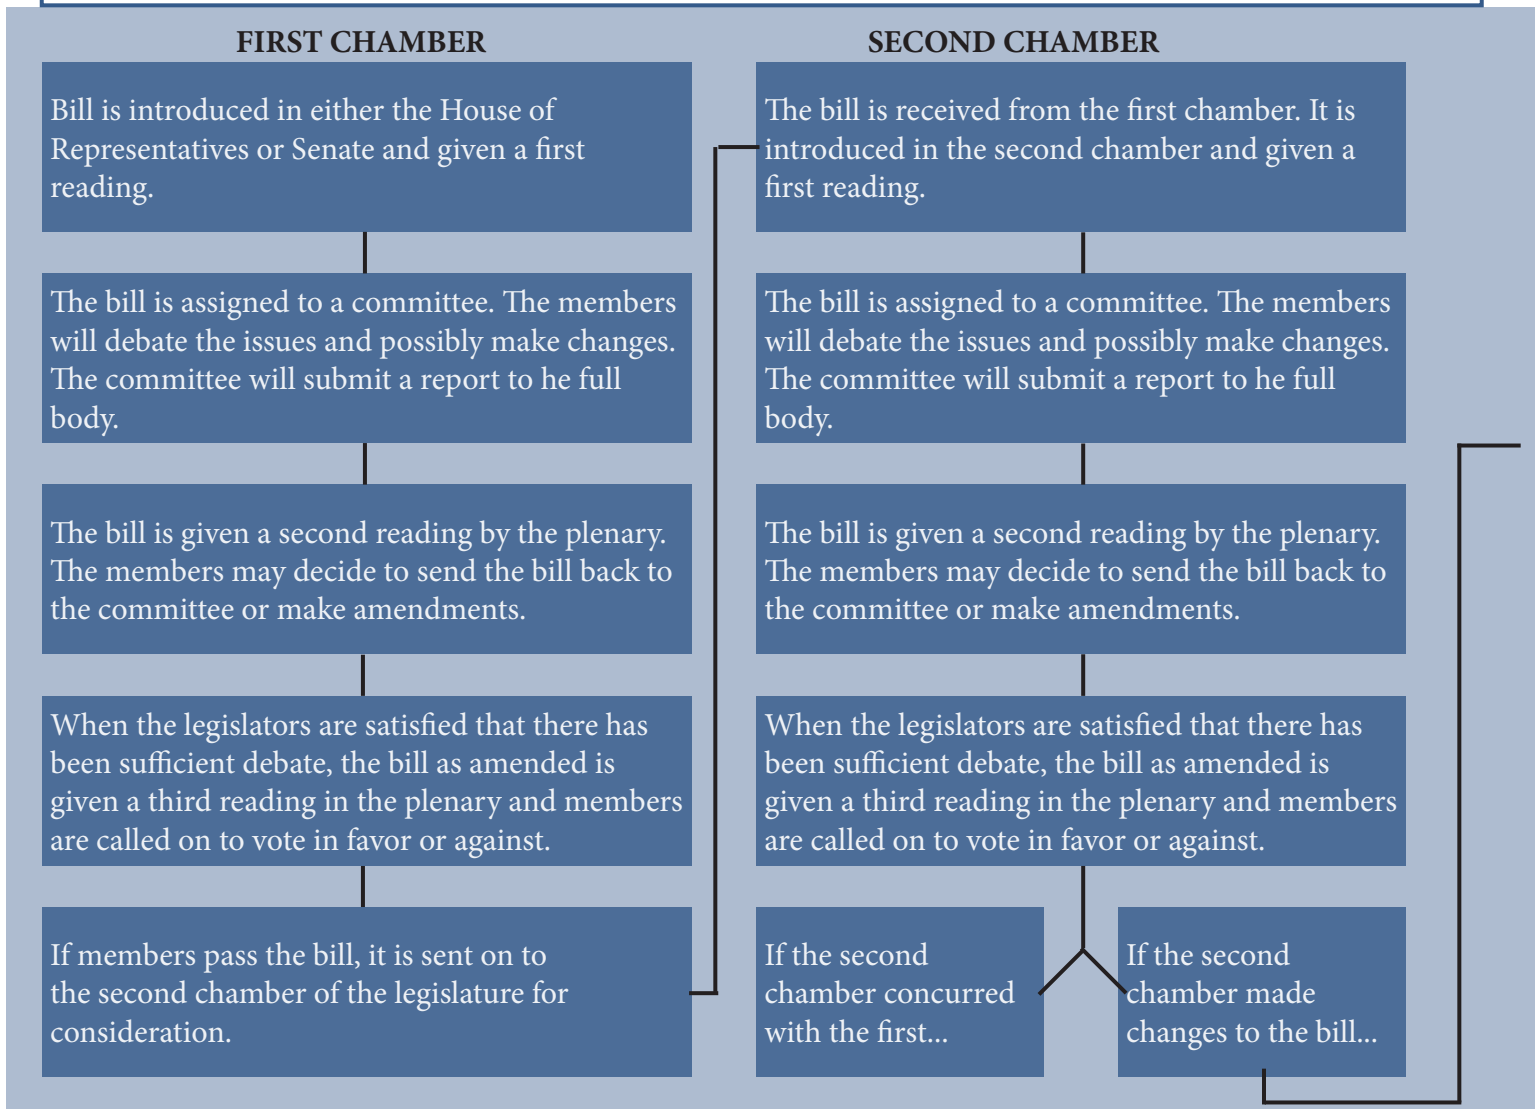 FIRST CHAMBER
Bill is introduced in either the House of
Representatives or Senate and given a first
reading.
The bill is assigned to a committee. The members
will debate the issues and possibly make changes.
The committee will submit a report to he full
body.
The bill is given a second reading by the plenary.
The members may decide to send the bill back to
the committee or make amendments.
When the legislators are satisfied that there has
been sufficient debate, the bill as amended is
given a third reading in the plenary and members
are called on to vote in favor or against.
If members pass the bill, it is sent on to
the second chamber of the legislature for
consideration.
SECOND CHAMBER
The bill is received from the first chamber. It is
introduced in the second chamber and given a
first reading.
The bill is assigned to a committee. The members
will debate the issues and possibly make changes.
The committee will submit a report to he full
body.
The bill is given a second reading by the plenary.
The members may decide to send the bill back to
the committee or make amendments.
When the legislators are satisfied that there has
been sufficient debate, the bill as amended is
given a third reading in the plenary and members
are called on to vote in favor or against.
If the second
chamber concurred
with the first...
If the second
chamber made
changes to the bill...